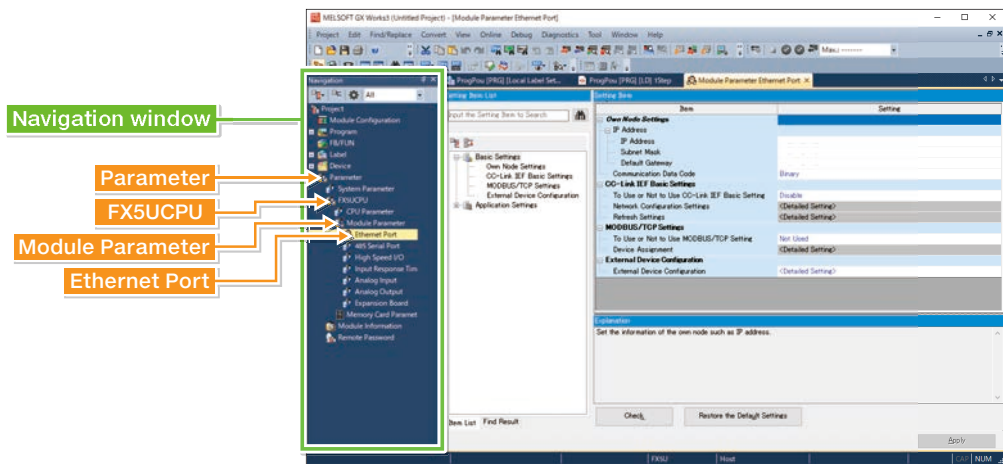 MELSOFT GX Works3 (Untitled Project) - [Module Parameter Ethernet Port]
Project Edit Find/Replace Convert View Online Debug Diagnostics Tool Window Help
Navigation
ProgPou [PRG] [Local Label Set...
ProgPou [PRG] [LD] 1Step
Module Parameter Ethernet Port
All
Project
Module Configuration
Program
FB/FUN
Label
Device
Parameter
System Parameter
FX5UCPU
CPU Parameter
Module Parameter
Ethernet Port
485 Serial Port
High Speed I/O
Input Response Tim
Analog Input
Analog Output
Expansion Board
Memory Card Paramet
Module Information
Remote Password
Navigation window
Parameter
FX5UCPU
Module Parameter
Ethernet Port
Setting Item List
Input the Setting Item to Search
Basic Settings
Own Node Settings
CC-Link IEF Basic Settings
MODBUS/TCP Settings
External Device Configuration
Application Settings
Item List Find Result
Setting Item
Item Setting
Own Node Settings
IP Address
IP Address
Subnet Mask
Default Gateway
Communication Data Code Binary
CC-Link IEF Basic Settings
To Use or Not to Use CC-Link IEF Basic Setting Disable
Network Configuration Settings <Detailed Setting>
Refresh Settings <Detailed Setting>
MODBUS/TCP Settings
To Use or Not to Use MODBUS/TCP Setting Not Used
Device Assignment <Detailed Setting>
External Device Configuration
External Device Configuration <Detailed Setting>
Explanation
Set the information of the own node such as IP address.
Check
Restore the Default Settings
Apply
FX5U Host CAP NUM